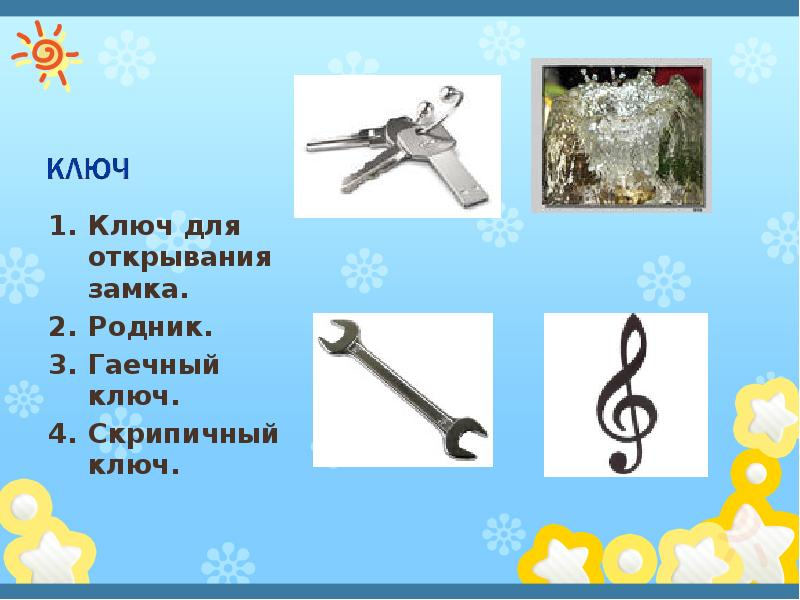 КЛЮЧ
1. Ключ для
открывания
замка.
2. Родник.
3. Гаечный
ключ.
4. Скрипичный
ключ.